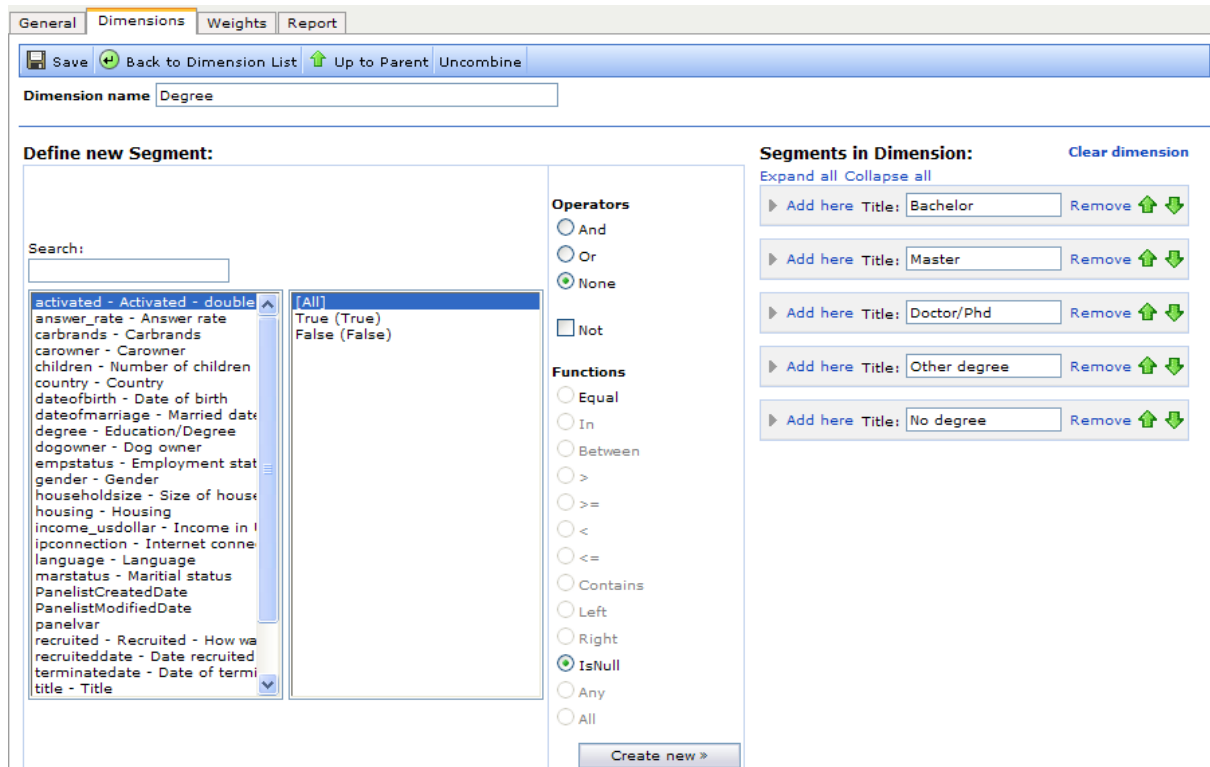 General Dimensions Weights Report
Save Back to Dimension List Up to Parent Uncombine
Dimension name Degree
Define new Segment:
Search:
activated - Activated - double
answer_rate - Answer rate
carbrands - Carbrands
carowner - Carowner
children - Number of children
country - Country
dateofbirth - Date of birth
dateofmarriage - Married date
degree - Education/Degree
dogowner - Dog owner
empstatus - Employment stat
gender - Gender
householdsize - Size of house
housing - Housing
income_usdollar - Income in
ipconnection - Internet conne
language - Language
marstatus - Maritial status
PanelistCreatedDate
PanelistModifiedDate
panelvar
recruited - Recruited - How wa
recruiteddate - Date recruited
terminatedate - Date of termi
title - Title
[All]
True (True)
False (False)
Operators
And
Or
None
Not
Functions
Equal
In
Between
>
>=
<
<=
Contains
Left
Right
IsNull
Any
All
Create new »
Segments in Dimension: Clear dimension
Expand all Collapse all
Add here Title: Bachelor Remove
Add here Title: Master Remove
Add here Title: Doctor/Phd Remove
Add here Title: Other degree Remove
Add here Title: No degree Remove